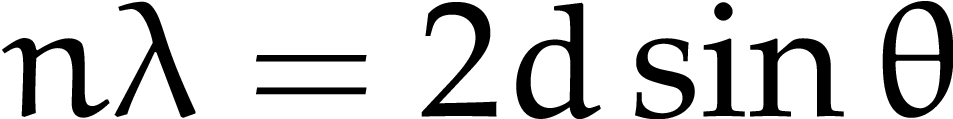 nλ = 2d sin θ